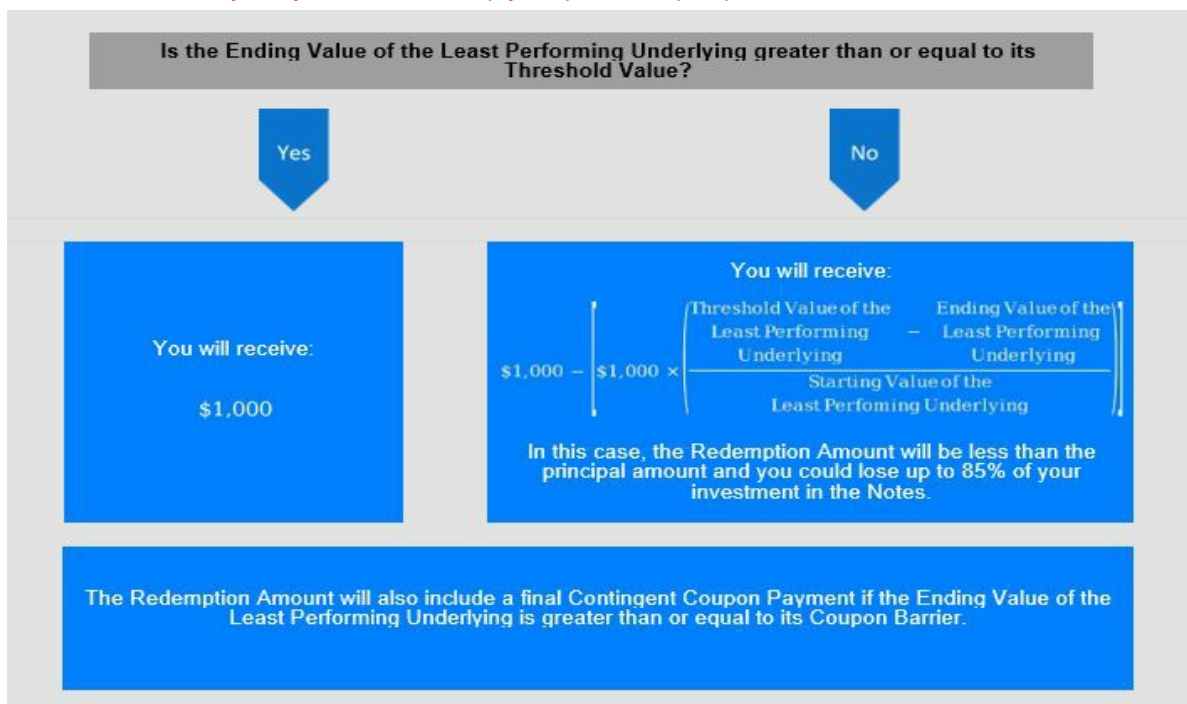 Is the Ending Value of the Least Performing Underlying greater than or equal to its
Threshold Value?
Yes
No
You will receive:
$1,000
You will receive:
$1,000 − [$1,000 × (
Threshold Value of the
Least Performing
Underlying
−
Ending Value of the
Least Performing
Underlying
Starting Value of the
Least Perfoming Underlying
)]
In this case, the Redemption Amount will be less than the
principal amount and you could lose up to 85% of your
investment in the Notes.
The Redemption Amount will also include a final Contingent Coupon Payment if the Ending Value of the
Least Performing Underlying is greater than or equal to its Coupon Barrier.